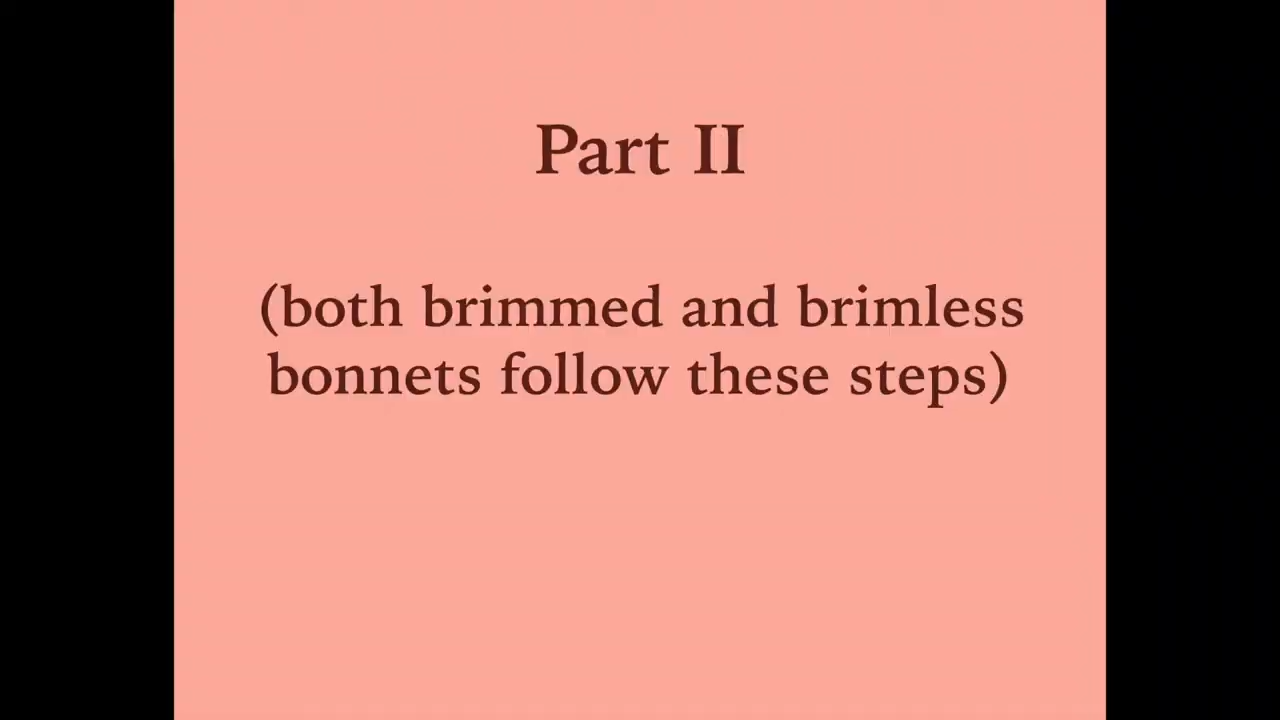 Part II
(both brimmed and brimless
bonnets follow these steps)